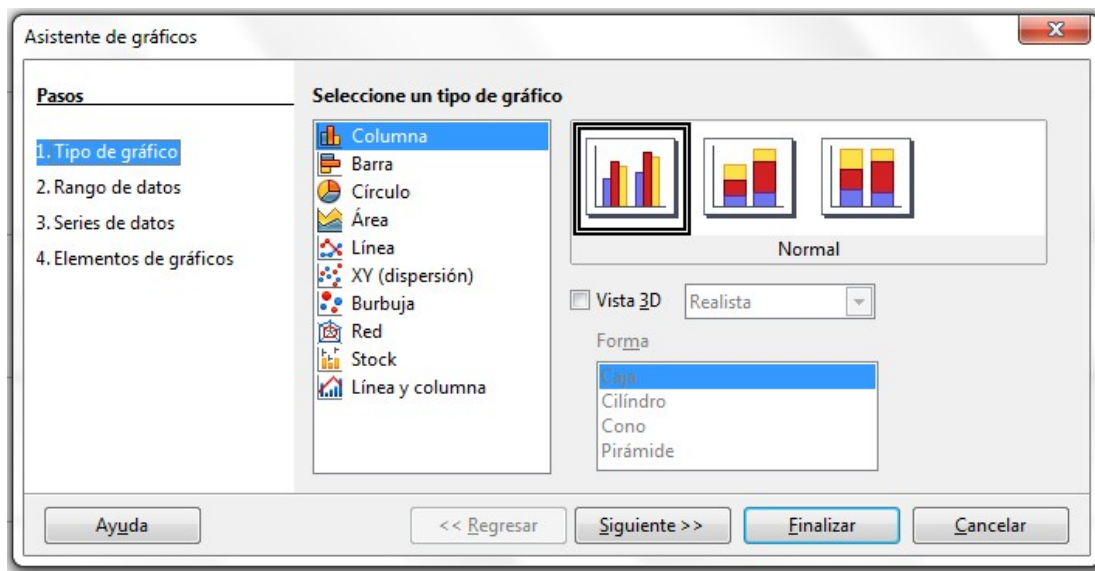 Asistente de gráficos
Pasos
1. Tipo de gráfico
2. Rango de datos
3. Series de datos
4. Elementos de gráficos
Seleccione un tipo de gráfico
Columna
Barra
Círculo
Área
Línea
XY (dispersión)
Burbuja
Red
Stock
Línea y columna
Normal
Vista 3D
Realista
Forma
Caja
Cilíndro
Cono
Pirámide
Ayuda
<< Regresar
Siguiente >>
Finalizar
Cancelar